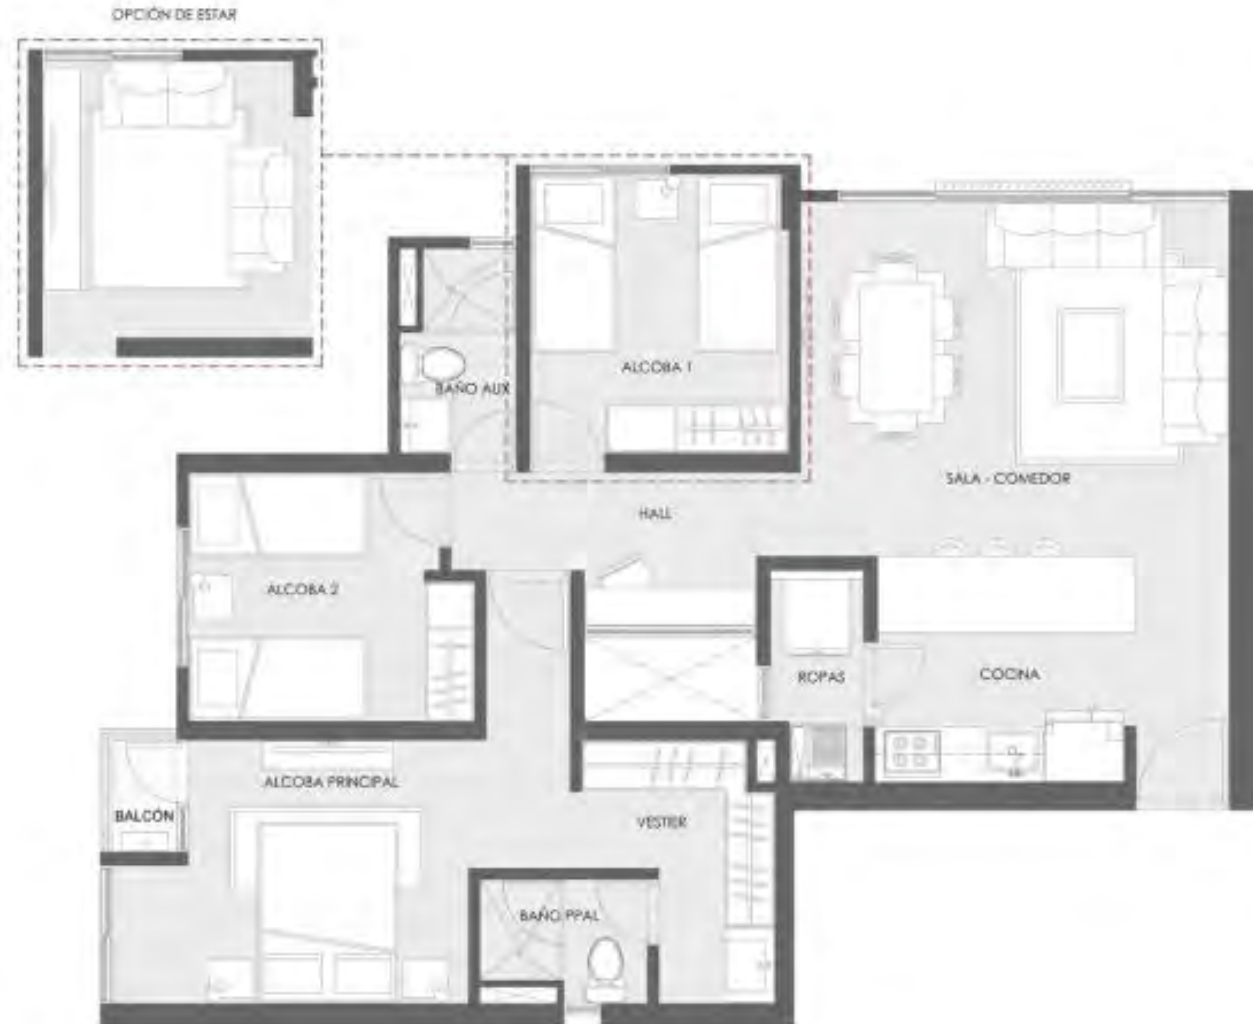 OPCIÓN DE ESTAR
ALCOBA 1
BAÑO AUX
SALA - COMEDOR
HALL
ALCOBA 2
ROPAS
COCINA
ALCOBA PRINCIPAL
BALCÓN
VESTIER
BAÑO PPAL